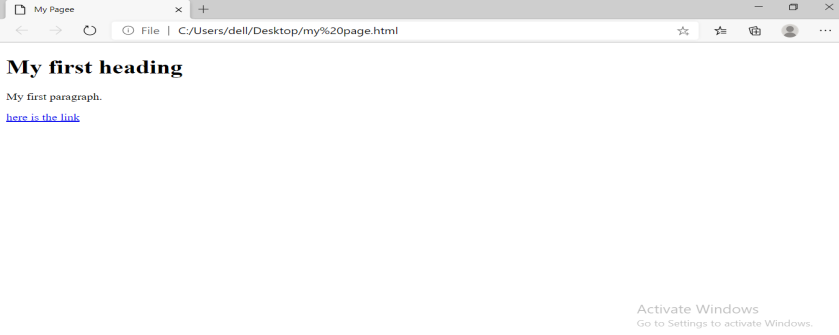 My Pagee
File | C:/Users/dell/Desktop/my%20page.html
My first heading
My first paragraph.
here is the link
Activate Windows
Go to Settings to activate Windows.